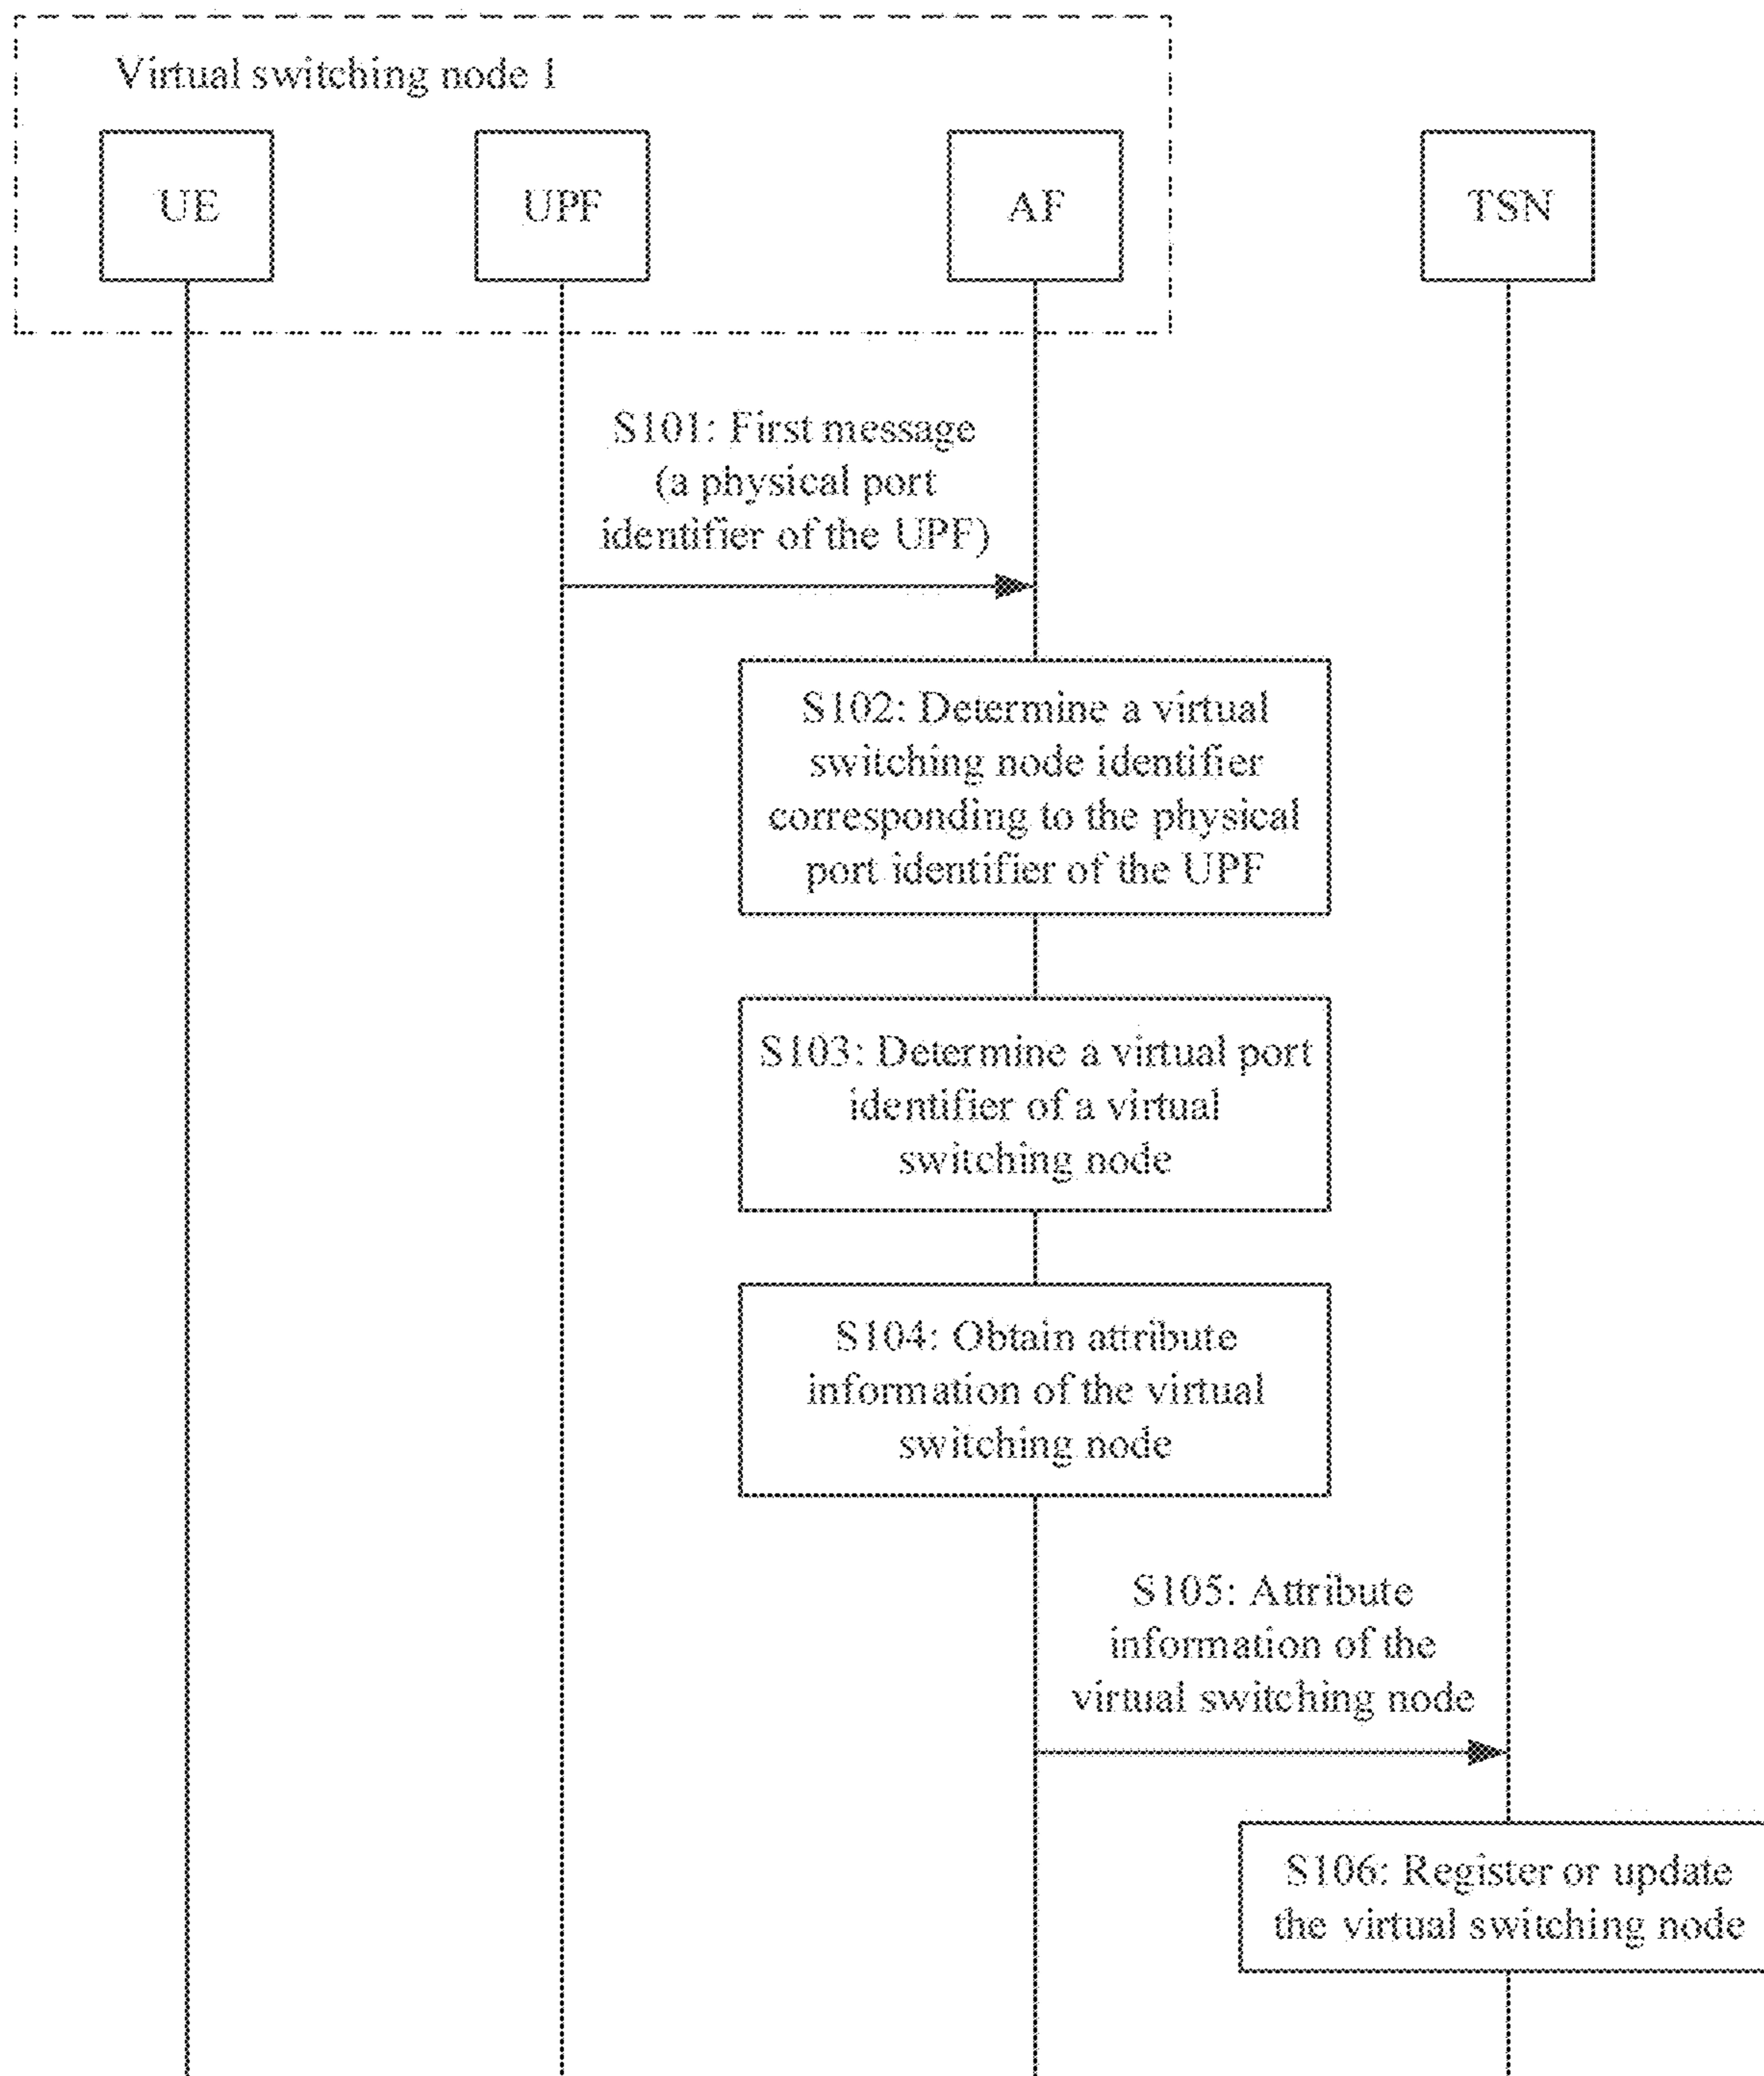 Virtual switching node 1
UE
UPF
AF
TSN
S101: First message
(a physical port
identifier of the UPF)
S102: Determine a virtual
switching node identifier
corresponding to the physical
port identifier of the UPF
S103: Determine a virtual port
identifier of a virtual
switching node
S104: Obtain attribute
information of the virtual
switching node
S105: Attribute
information of the
virtual switching node
S106: Register or update
the virtual switching node